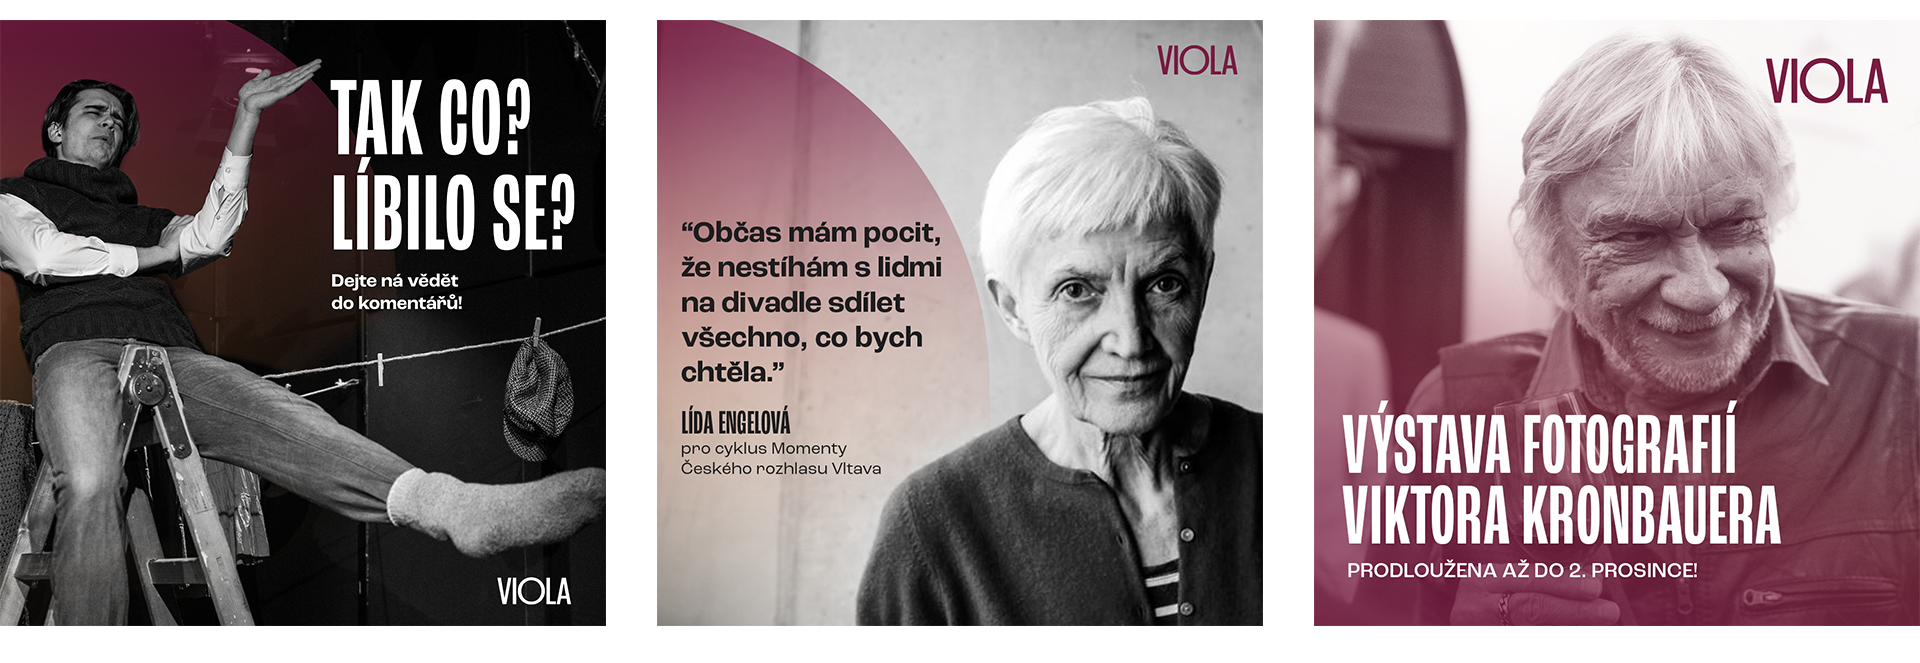 TAK CO?
LÍBILO SE?
Dejte ná vědět
do komentářů!
VIOLA
VIOLA
“Občas mám pocit,
že nestíhám s lidmi
na divadle sdílet
všechno, co bych
chtěla.”
LÍDA ENGELOVÁ
pro cyklus Momenty
Českého rozhlasu Vltava
VIOLA
VÝSTAVA FOTOGRAFIÍ
VIKTORA KRONBAUERA
PRODLOUŽENA AŽ DO 2. PROSINCE!